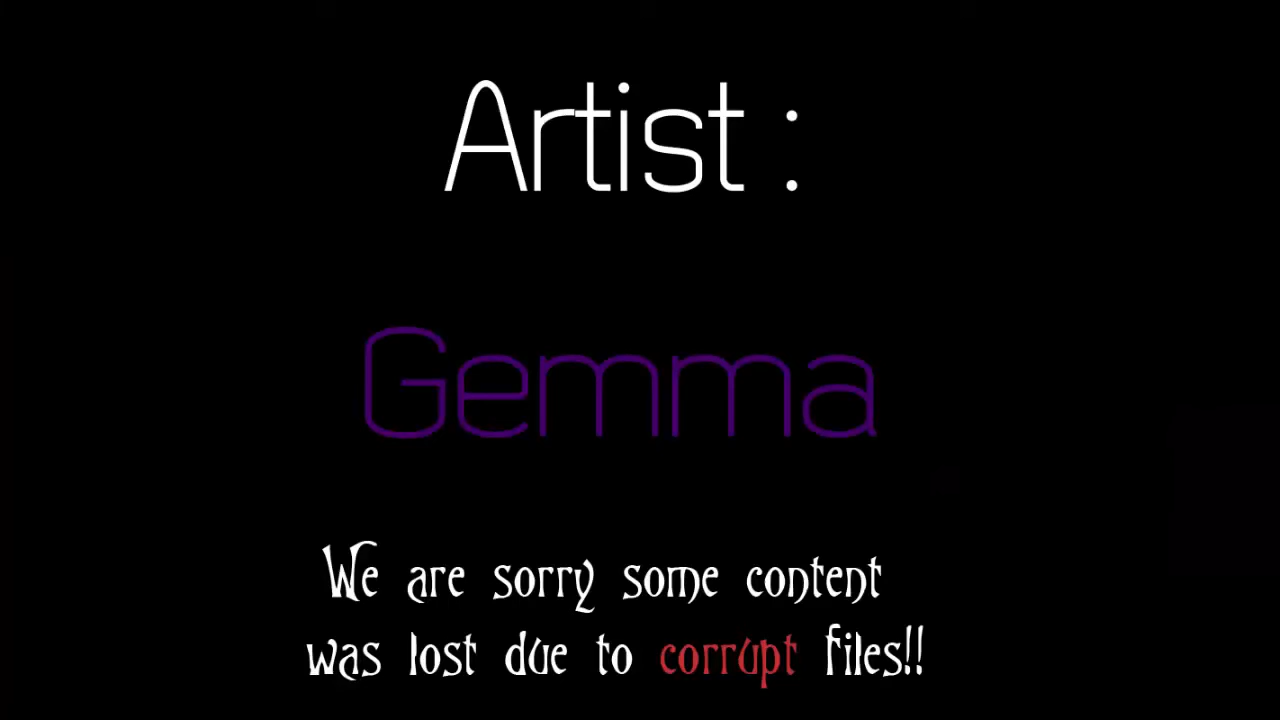 Artist :
Gemma
We are sorry some content
was lost due to corrupt files!!